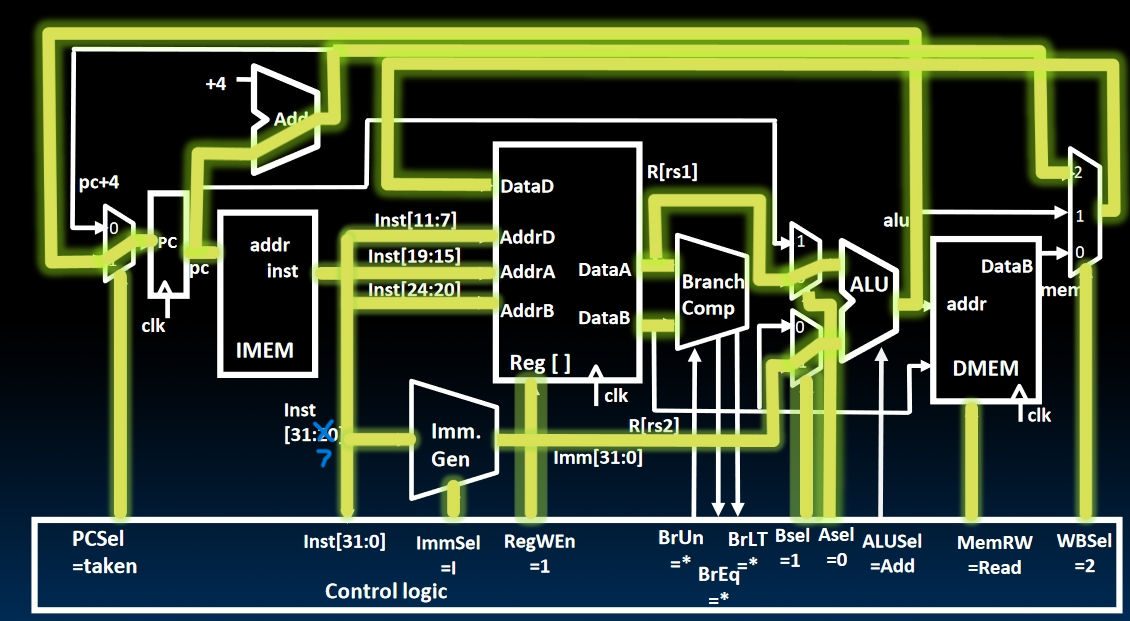 +4
Add
pc+4
0
1
PC
pc
clk
addr
inst
IMEM
Inst[11:7]
Inst[19:15]
Inst[24:20]
DataD
AddrD
AddrA
AddrB
DataA
DataB
Reg [ ]
clk
R[rs1]
Branch
Comp
1
0
ALU
alu
2
1
0
DataB
mem
addr
DMEM
clk
Inst
[31:20]
7
Imm.
Gen
R[rs2]
Imm[31:0]
PCSel
=taken
Inst[31:0]
ImmSel
=I
RegWEn
=1
BrUn
=*
BrEq
=*
BrLT
=*
Bsel
=1
Asel
=0
ALUSel
=Add
MemRW
=Read
WBSel
=2
Control logic